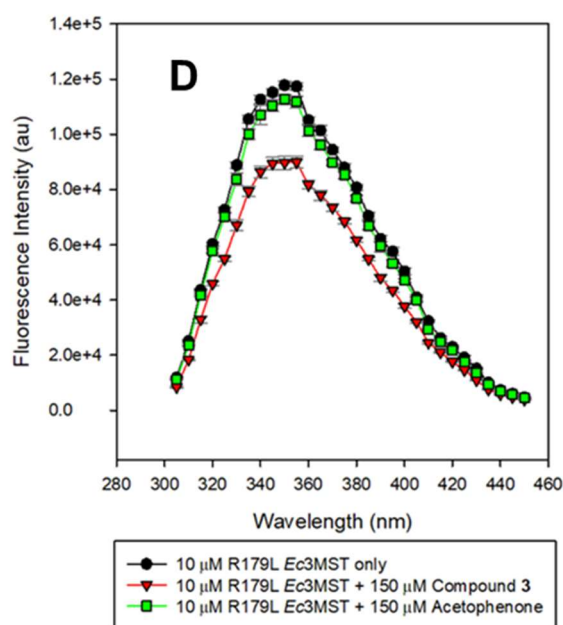 D
1.4e+5
1.2e+5
1.0e+5
8.0e+4
6.0e+4
4.0e+4
2.0e+4
0.0
Fluorescence Intensity (au)
280 300 320 340 360 380 400 420 440 460
Wavelength (nm)
10 μM R179L Ec3MST only
10 μM R179L Ec3MST + 150 μM Compound 3
10 μM R179L Ec3MST + 150 μM Acetophenone